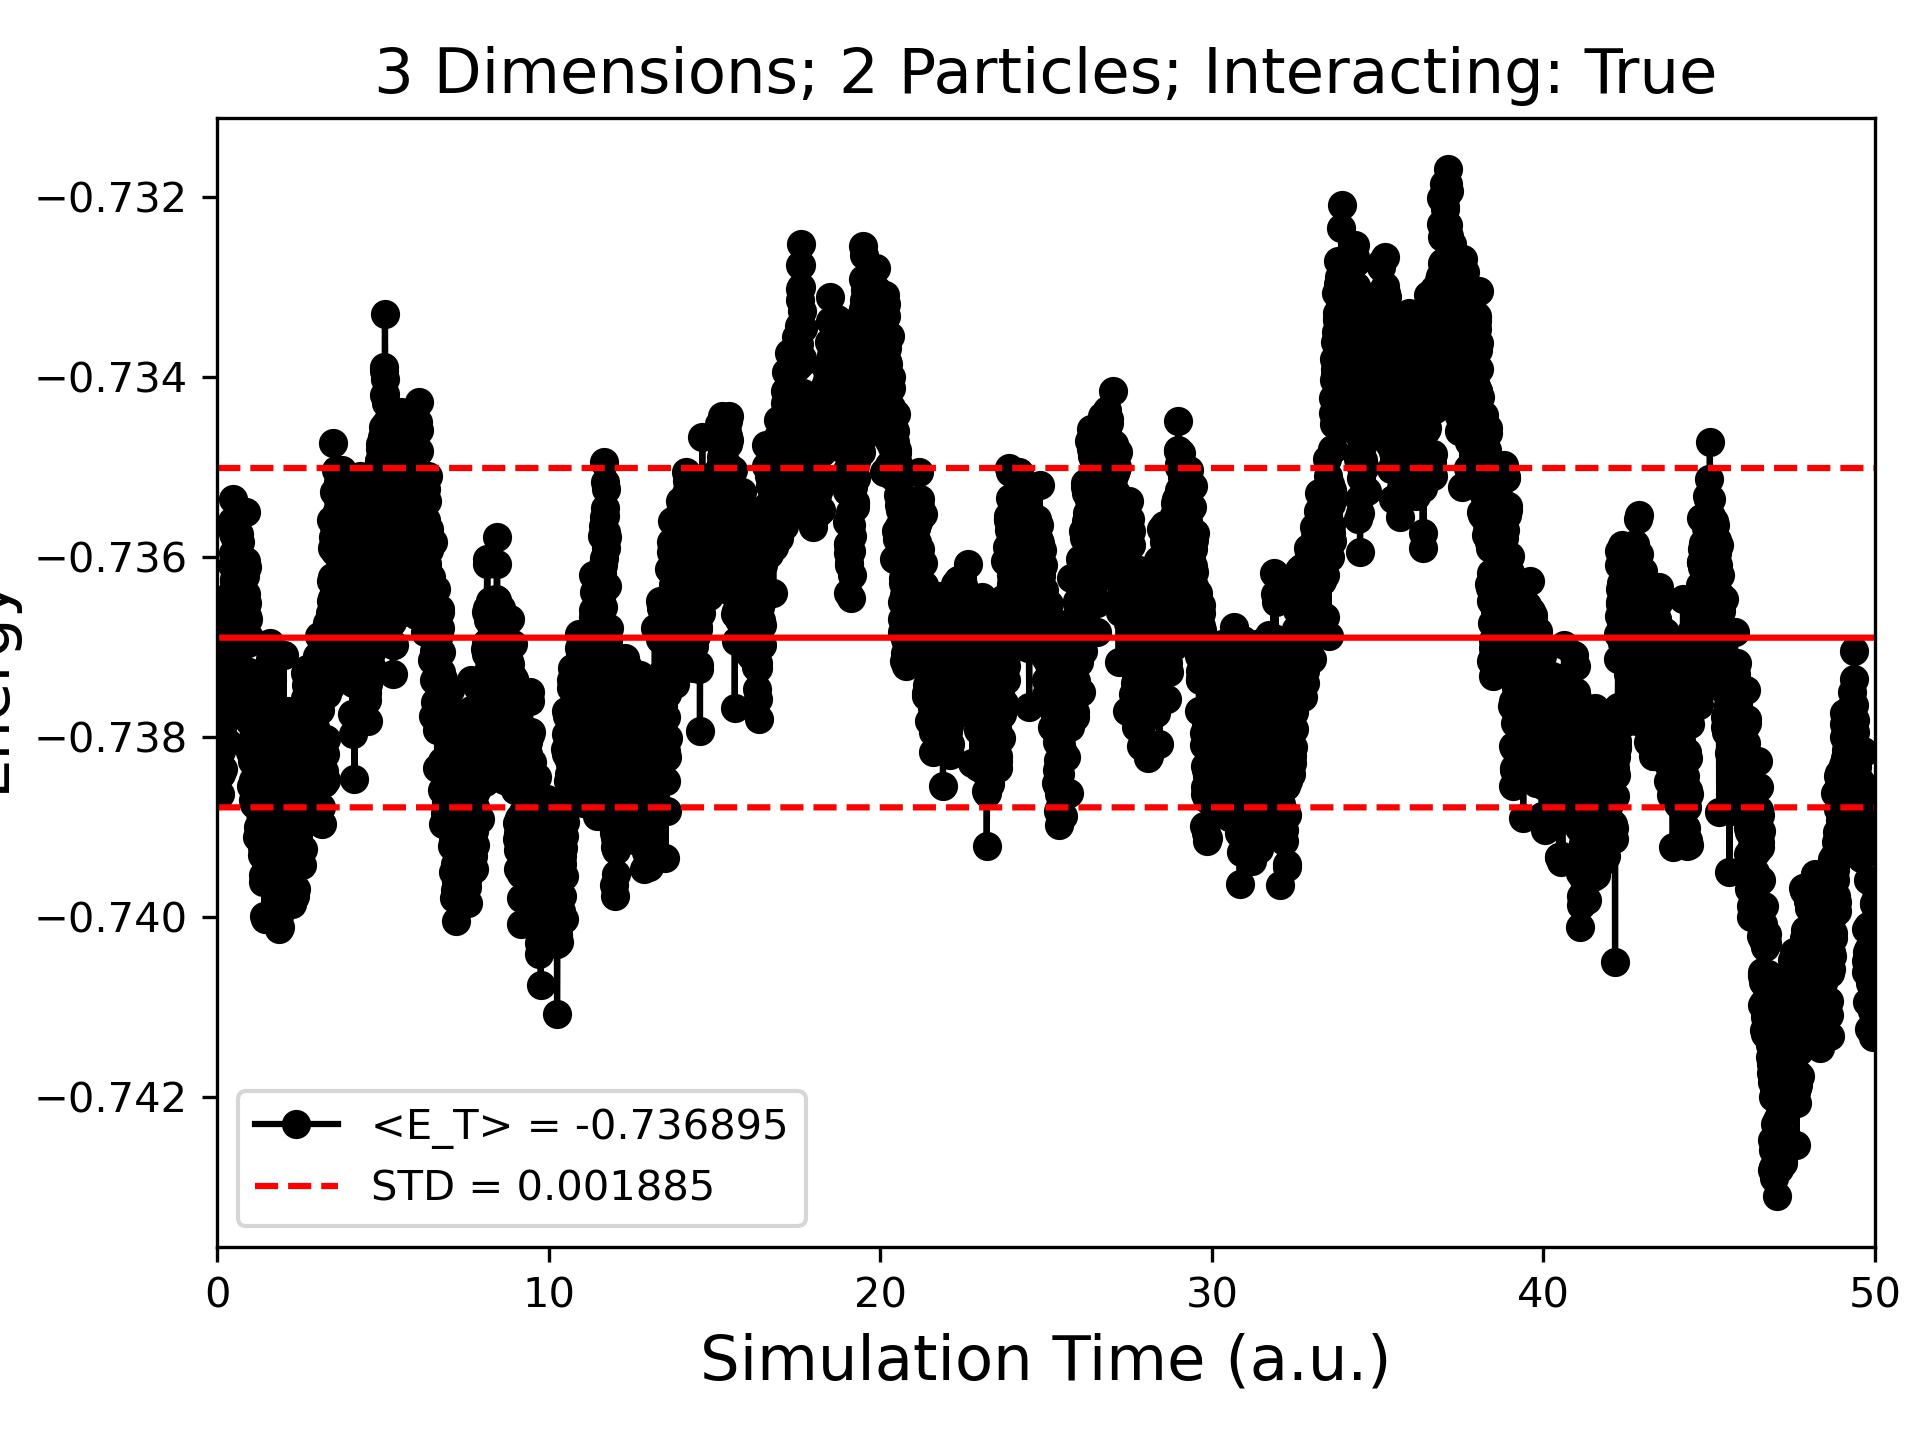 3 Dimensions; 2 Particles; Interacting: True
−0.732
−0.734
−0.736
−0.738
−0.740
−0.742
Energy
<E_T> = -0.736895
STD = 0.001885
0 10 20 30 40 50
Simulation Time (a.u.)